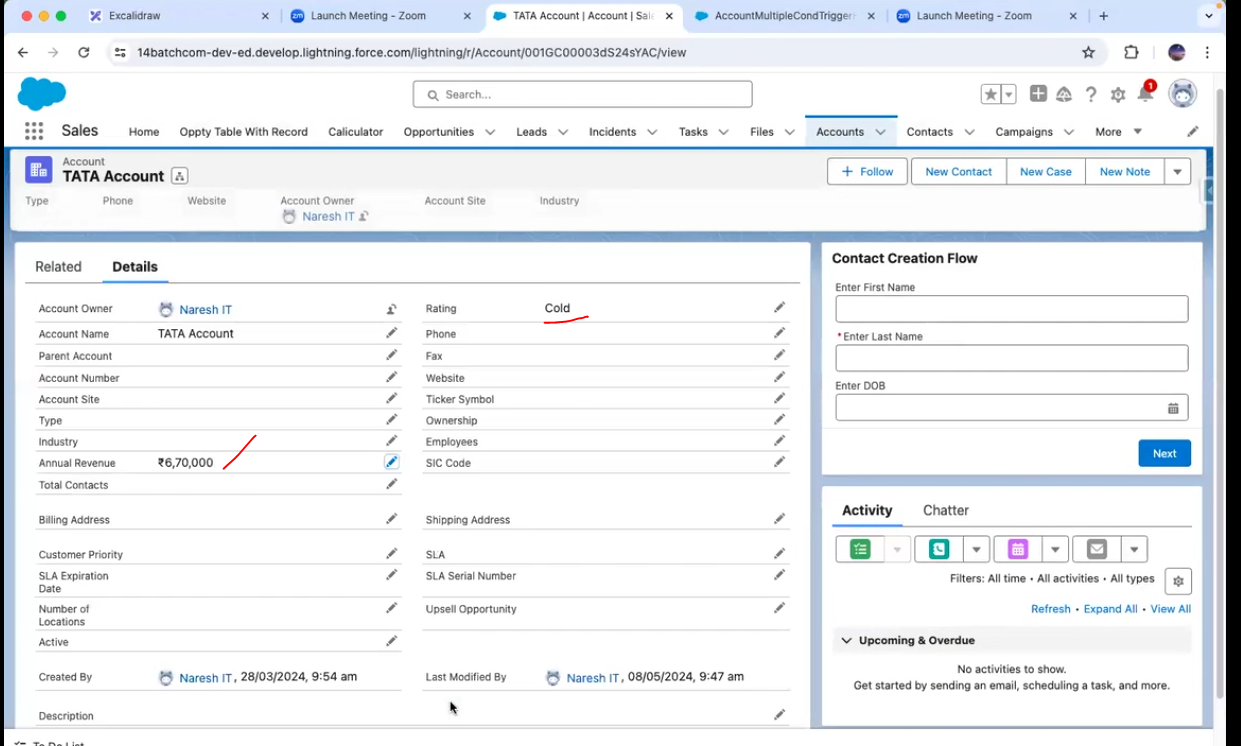 Excalidraw
Launch Meeting - Zoom
TATA Account | Account | Sale
AccountMultipleCondTrigger
Launch Meeting - Zoom
14batchcom-dev-ed.develop.lightning.force.com/lightning/r/Account/001GC00003dS24sYAC/view
Search...
1
Sales Home Oppty Table With Record Caliculator Opportunities Leads Incidents Tasks Files Accounts Contacts Campaigns More
Account
TATA Account
+ Follow New Contact New Case New Note
Type Phone Website Account Owner Account Site Industry
Naresh IT
Related Details
Account Owner Naresh IT
Rating Cold
Account Name TATA Account
Phone
Parent Account
Fax
Account Number
Website
Account Site
Ticker Symbol
Type
Ownership
Industry
Employees
Annual Revenue ₹6,70,000
SIC Code
Total Contacts
Billing Address
Shipping Address
Customer Priority
SLA
SLA Expiration
Date
SLA Serial Number
Number of
Locations
Upsell Opportunity
Active
Created By Naresh IT, 28/03/2024, 9:54 am
Last Modified By Naresh IT, 08/05/2024, 9:47 am
Description
Contact Creation Flow
Enter First Name
* Enter Last Name
Enter DOB
Next
Activity Chatter
Filters: All time • All activities • All types
Refresh • Expand All • View All
Upcoming & Overdue
No activities to show.
Get started by sending an email, scheduling a task, and more.
To Do List